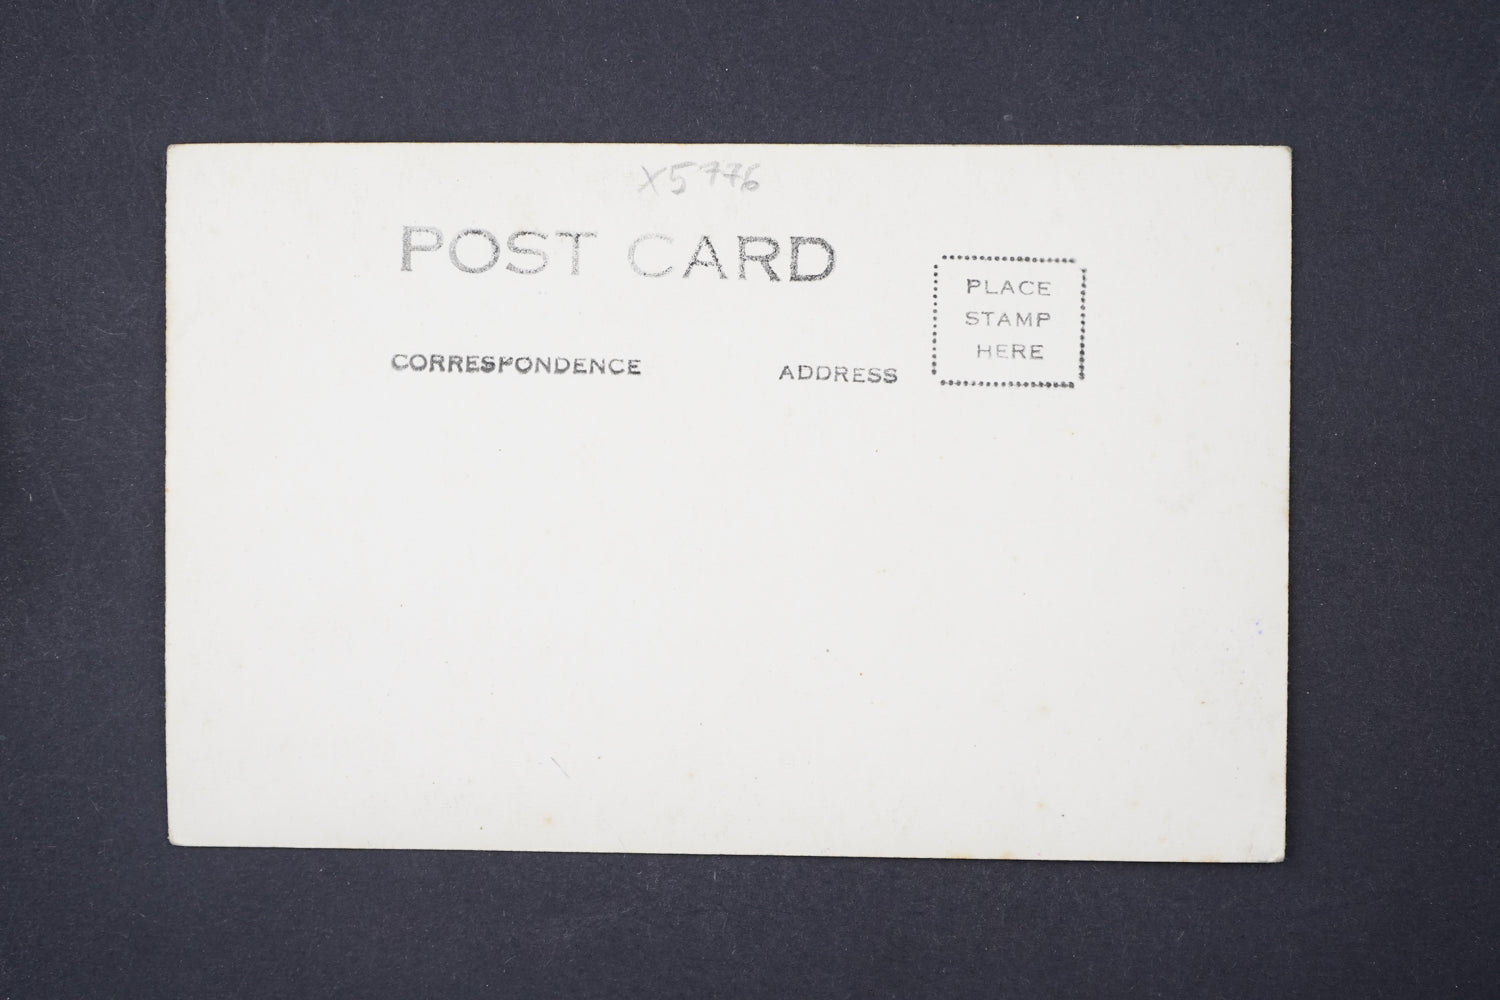 X5776
POST CARD
PLACE
STAMP
HERE
CORRESPONDENCE
ADDRESS